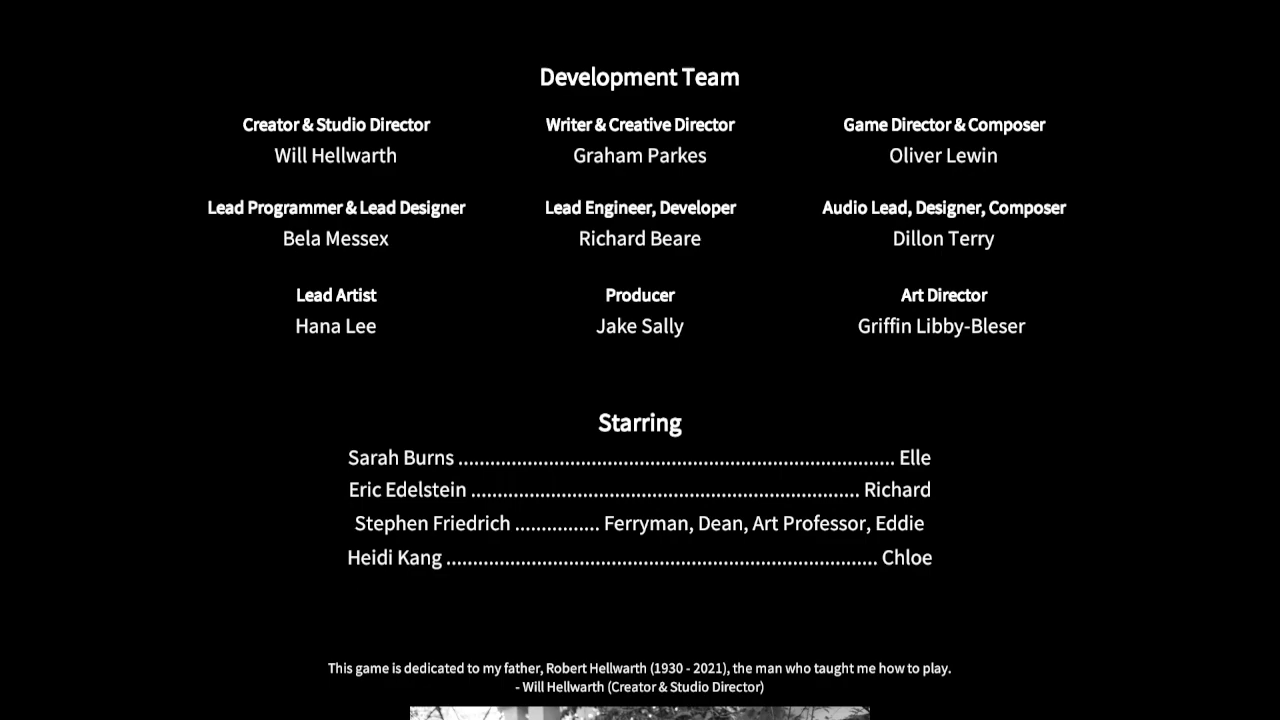 Development Team
Creator & Studio Director
Will Hellwarth
Writer & Creative Director
Graham Parkes
Game Director & Composer
Oliver Lewin
Lead Programmer & Lead Designer
Bela Messex
Lead Engineer, Developer
Richard Beare
Audio Lead, Designer, Composer
Dillon Terry
Lead Artist
Hana Lee
Producer
Jake Sally
Art Director
Griffin Libby-Bleser
Starring
Sarah Burns .................................................................................. Elle
Eric Edelstein ......................................................................... Richard
Stephen Friedrich ................ Ferryman, Dean, Art Professor, Eddie
Heidi Kang ................................................................................. Chloe
This game is dedicated to my father, Robert Hellwarth (1930 - 2021), the man who taught me how to play.
- Will Hellwarth (Creator & Studio Director)